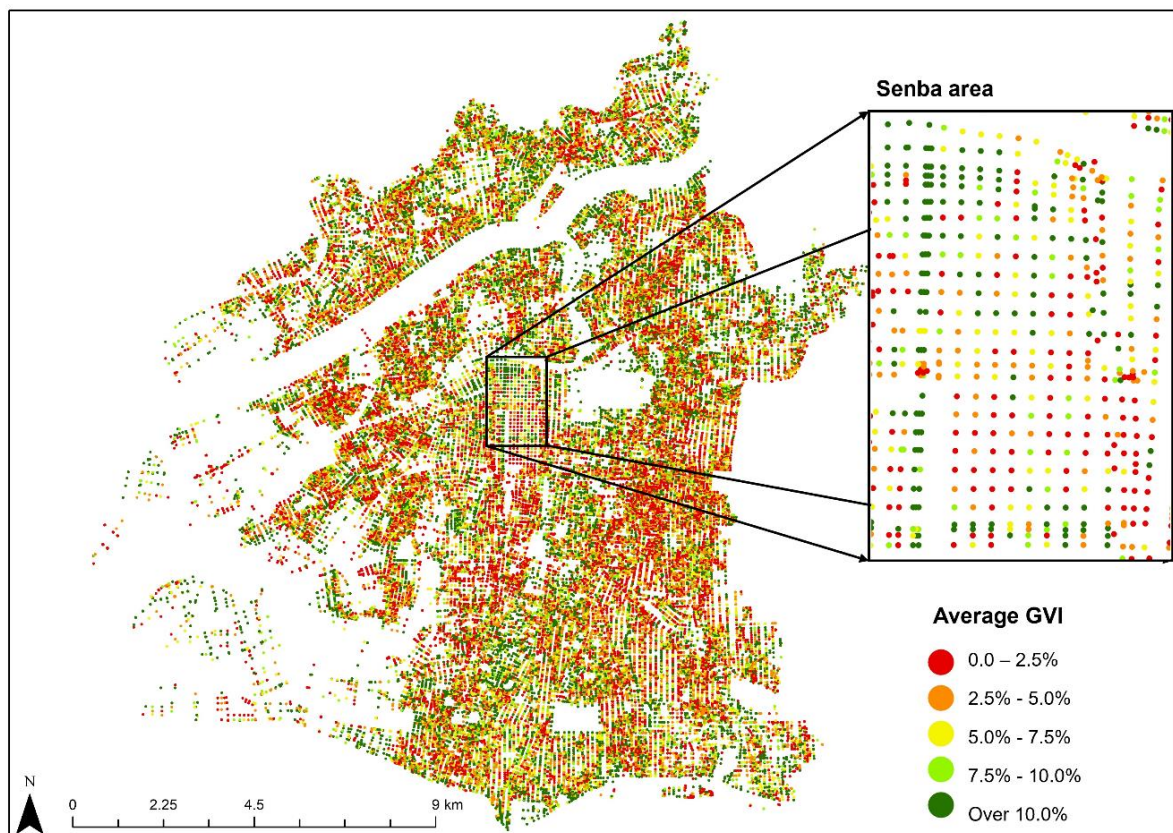 Senba area
Average GVI
0.0 – 2.5%
2.5% - 5.0%
5.0% - 7.5%
7.5% - 10.0%
Over 10.0%
N
0 2.25 4.5 9 km